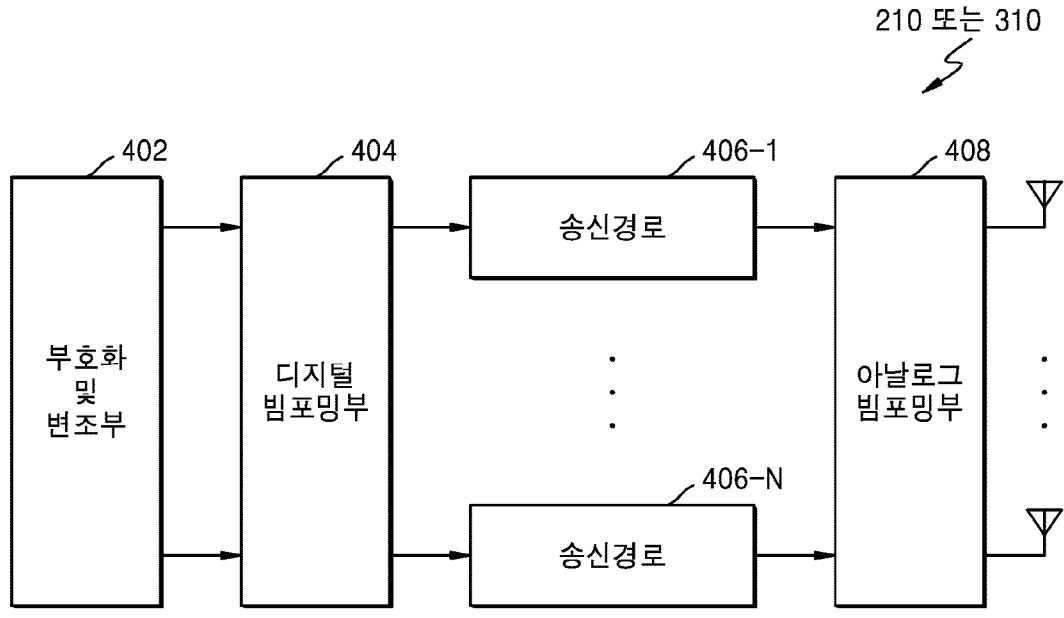 210 또는 310
402
404
406-1
408
송신경로
부호화
및
변조부
디지털
빔포밍부
아날로그
빔포밍부
406-N
송신경로